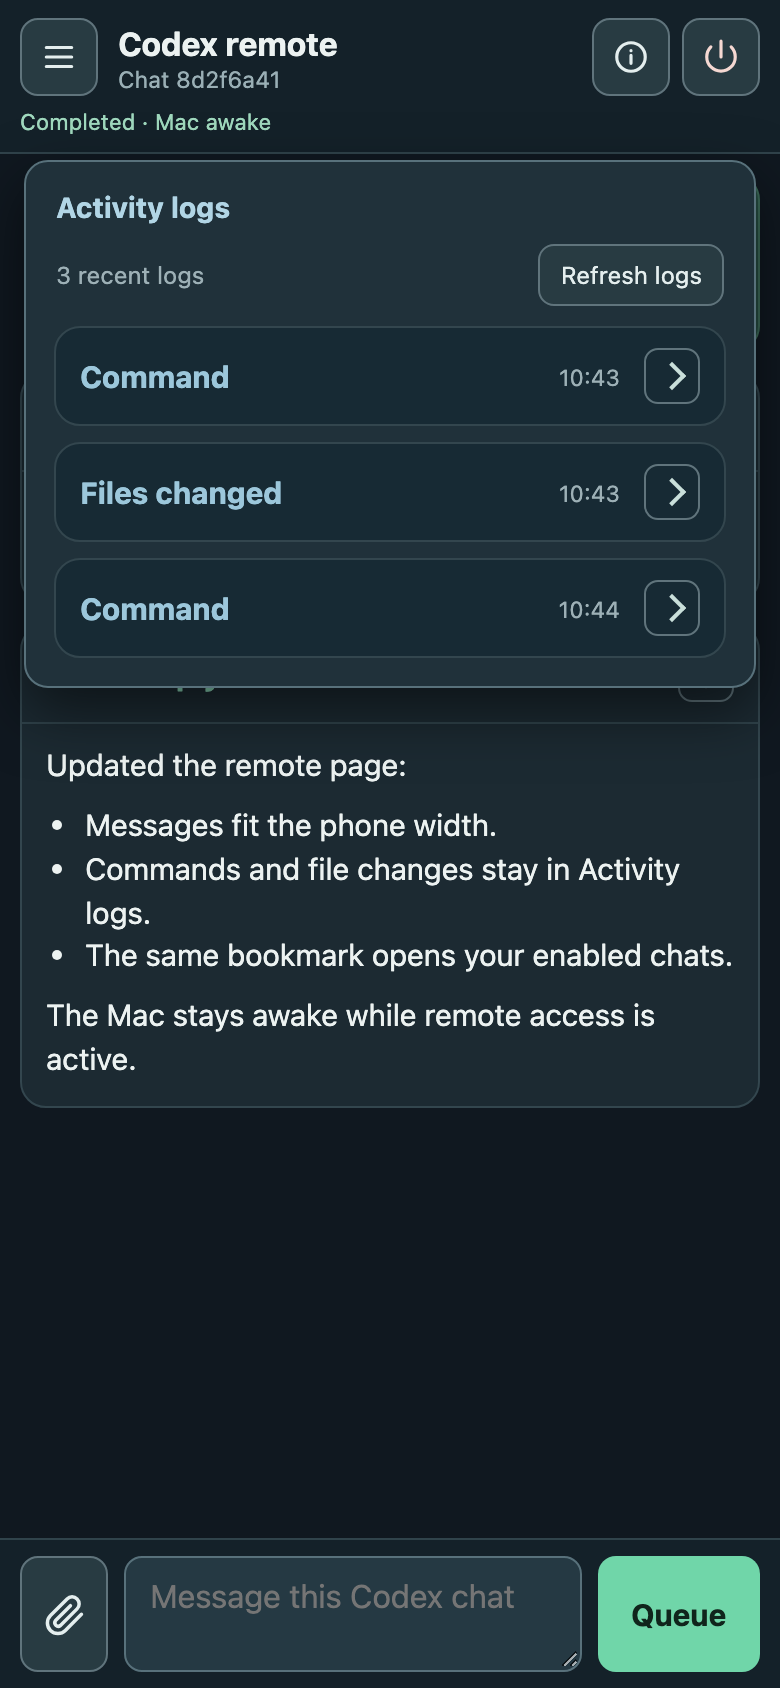 Codex remote
Chat 8d2f6a41
Completed · Mac awake
Activity logs
3 recent logs
Refresh logs
Command
10:43
Files changed
10:43
Command
10:44
Updated the remote page:
• Messages fit the phone width.
• Commands and file changes stay in Activity
logs.
• The same bookmark opens your enabled chats.
The Mac stays awake while remote access is
active.
Message this Codex chat
Queue